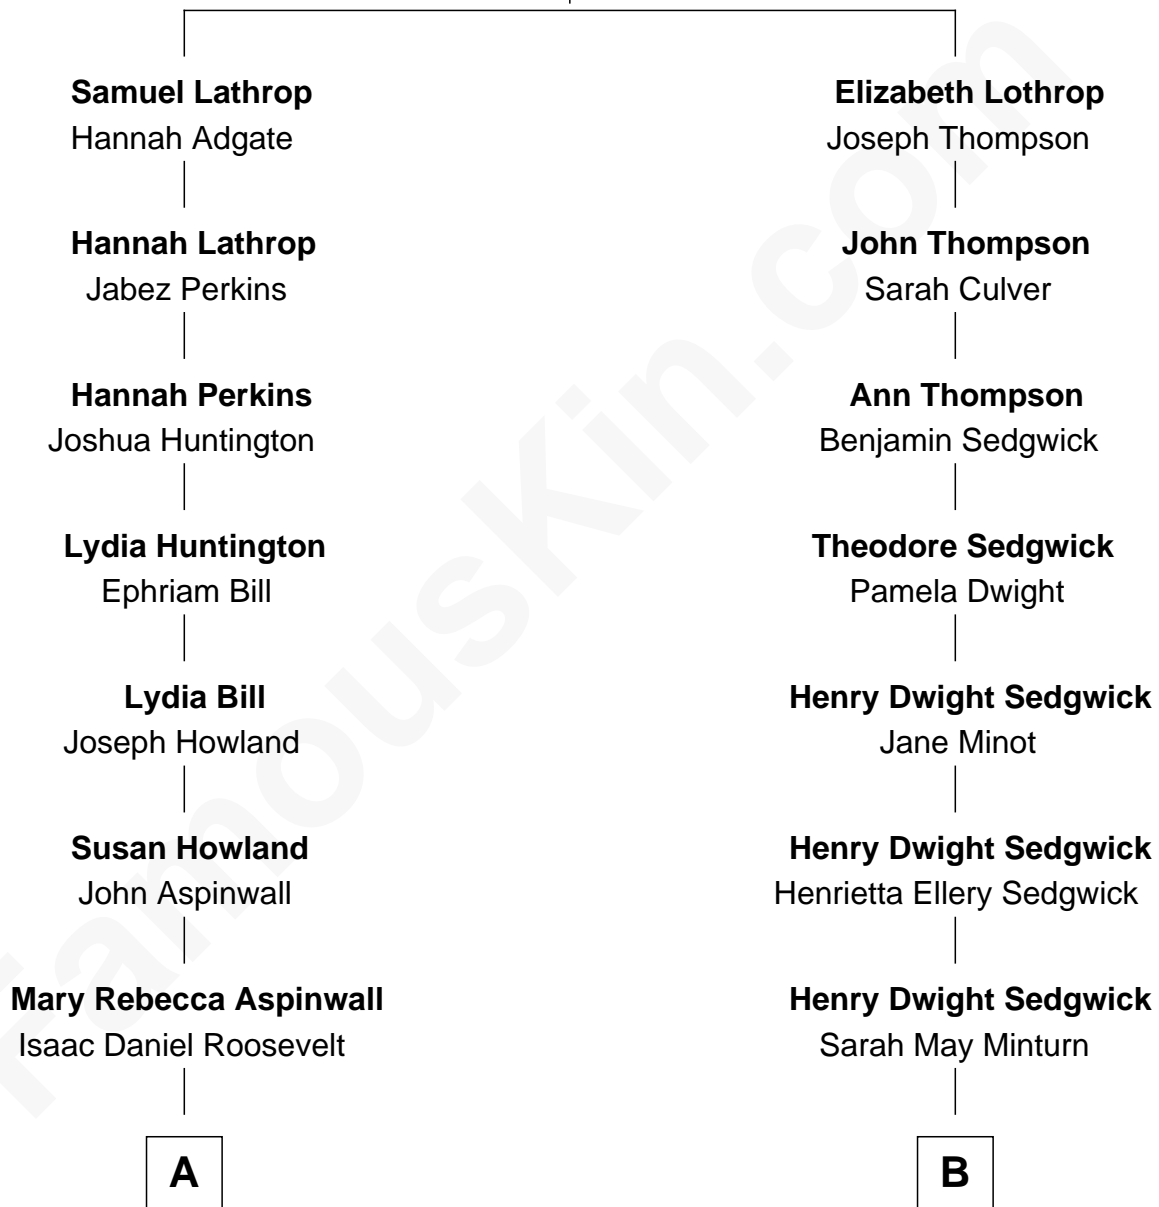 Samuel Lathrop
Hannah Adgate
Hannah Lathrop
Jabez Perkins
Hannah Perkins
Joshua Huntington
Lydia Huntington
Ephriam Bill
Lydia Bill
Joseph Howland
Susan Howland
John Aspinwall
Mary Rebecca Aspinwall
Isaac Daniel Roosevelt
A
Elizabeth Lothrop
Joseph Thompson
John Thompson
Sarah Culver
Ann Thompson
Benjamin Sedgwick
Theodore Sedgwick
Pamela Dwight
Henry Dwight Sedgwick
Jane Minot
Henry Dwight Sedgwick
Henrietta Ellery Sedgwick
Henry Dwight Sedgwick
Sarah May Minturn
B
FamousKin.com